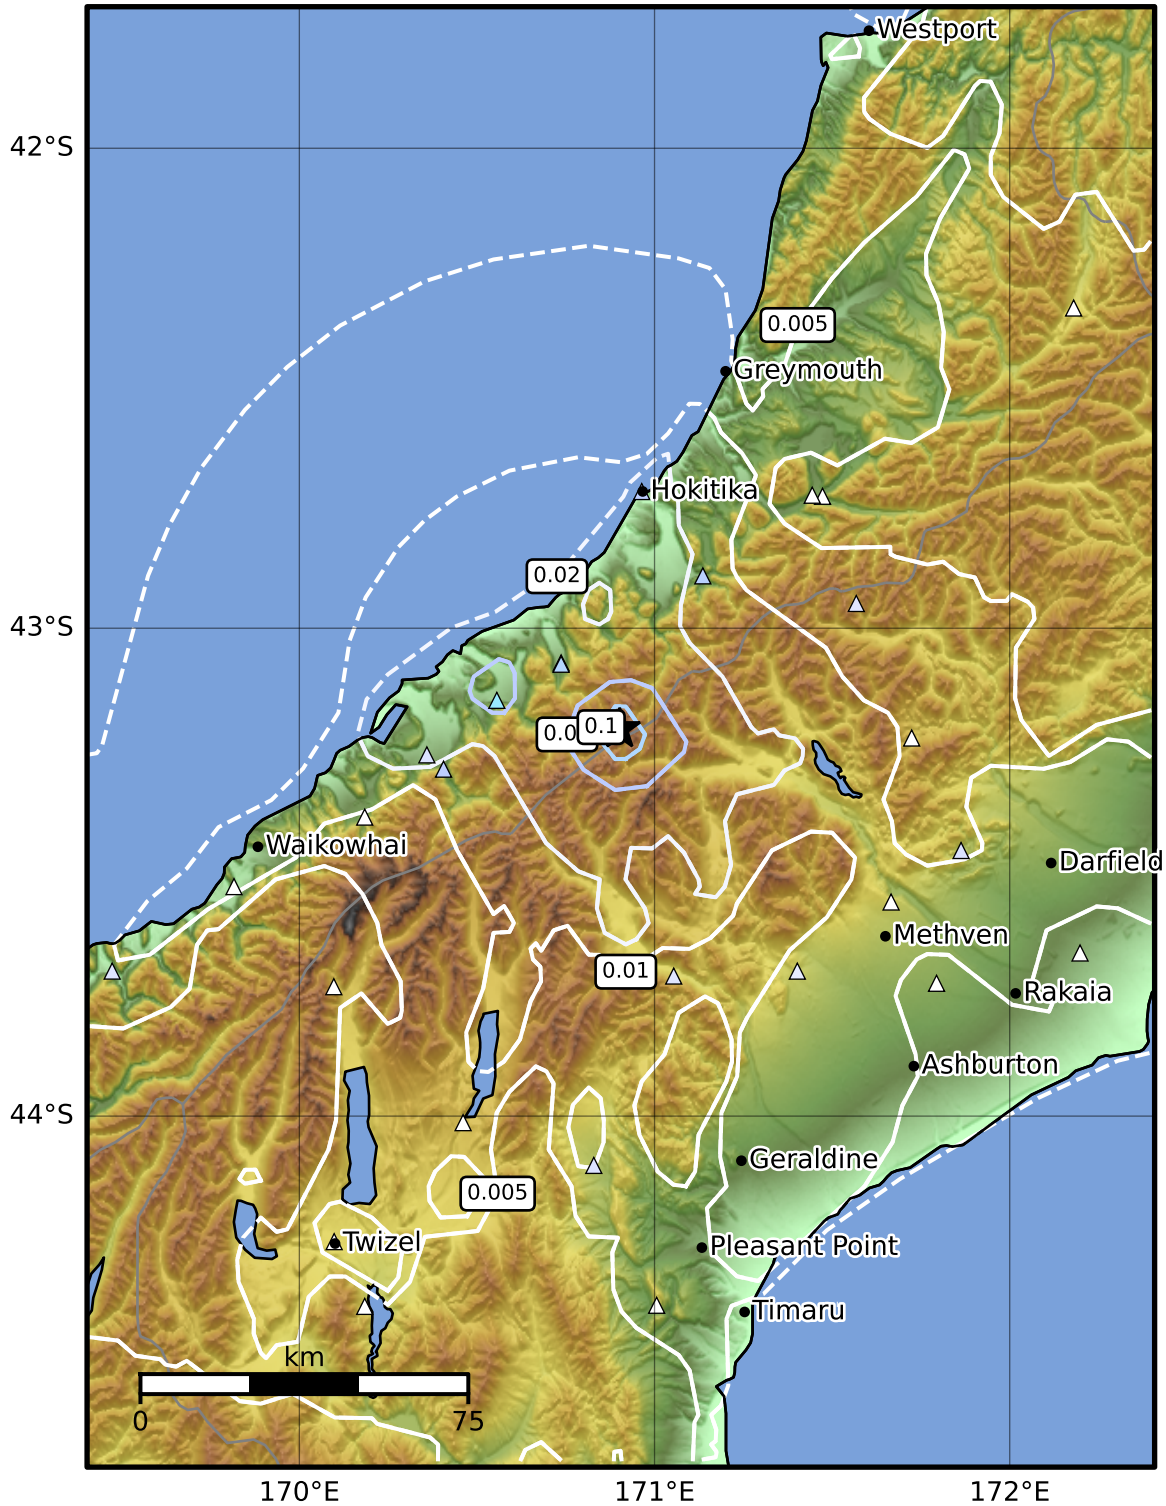 Westport
42°S
0.005
Greymouth
Hokitika
0.02
43°S
0.1
Waikowhai
Darfield
Methven
0.01
Rakaia
Ashburton
44°S
Geraldine
0.005
Twizel
Pleasant Point
Timaru
km
0
75
170°E
171°E
172°E